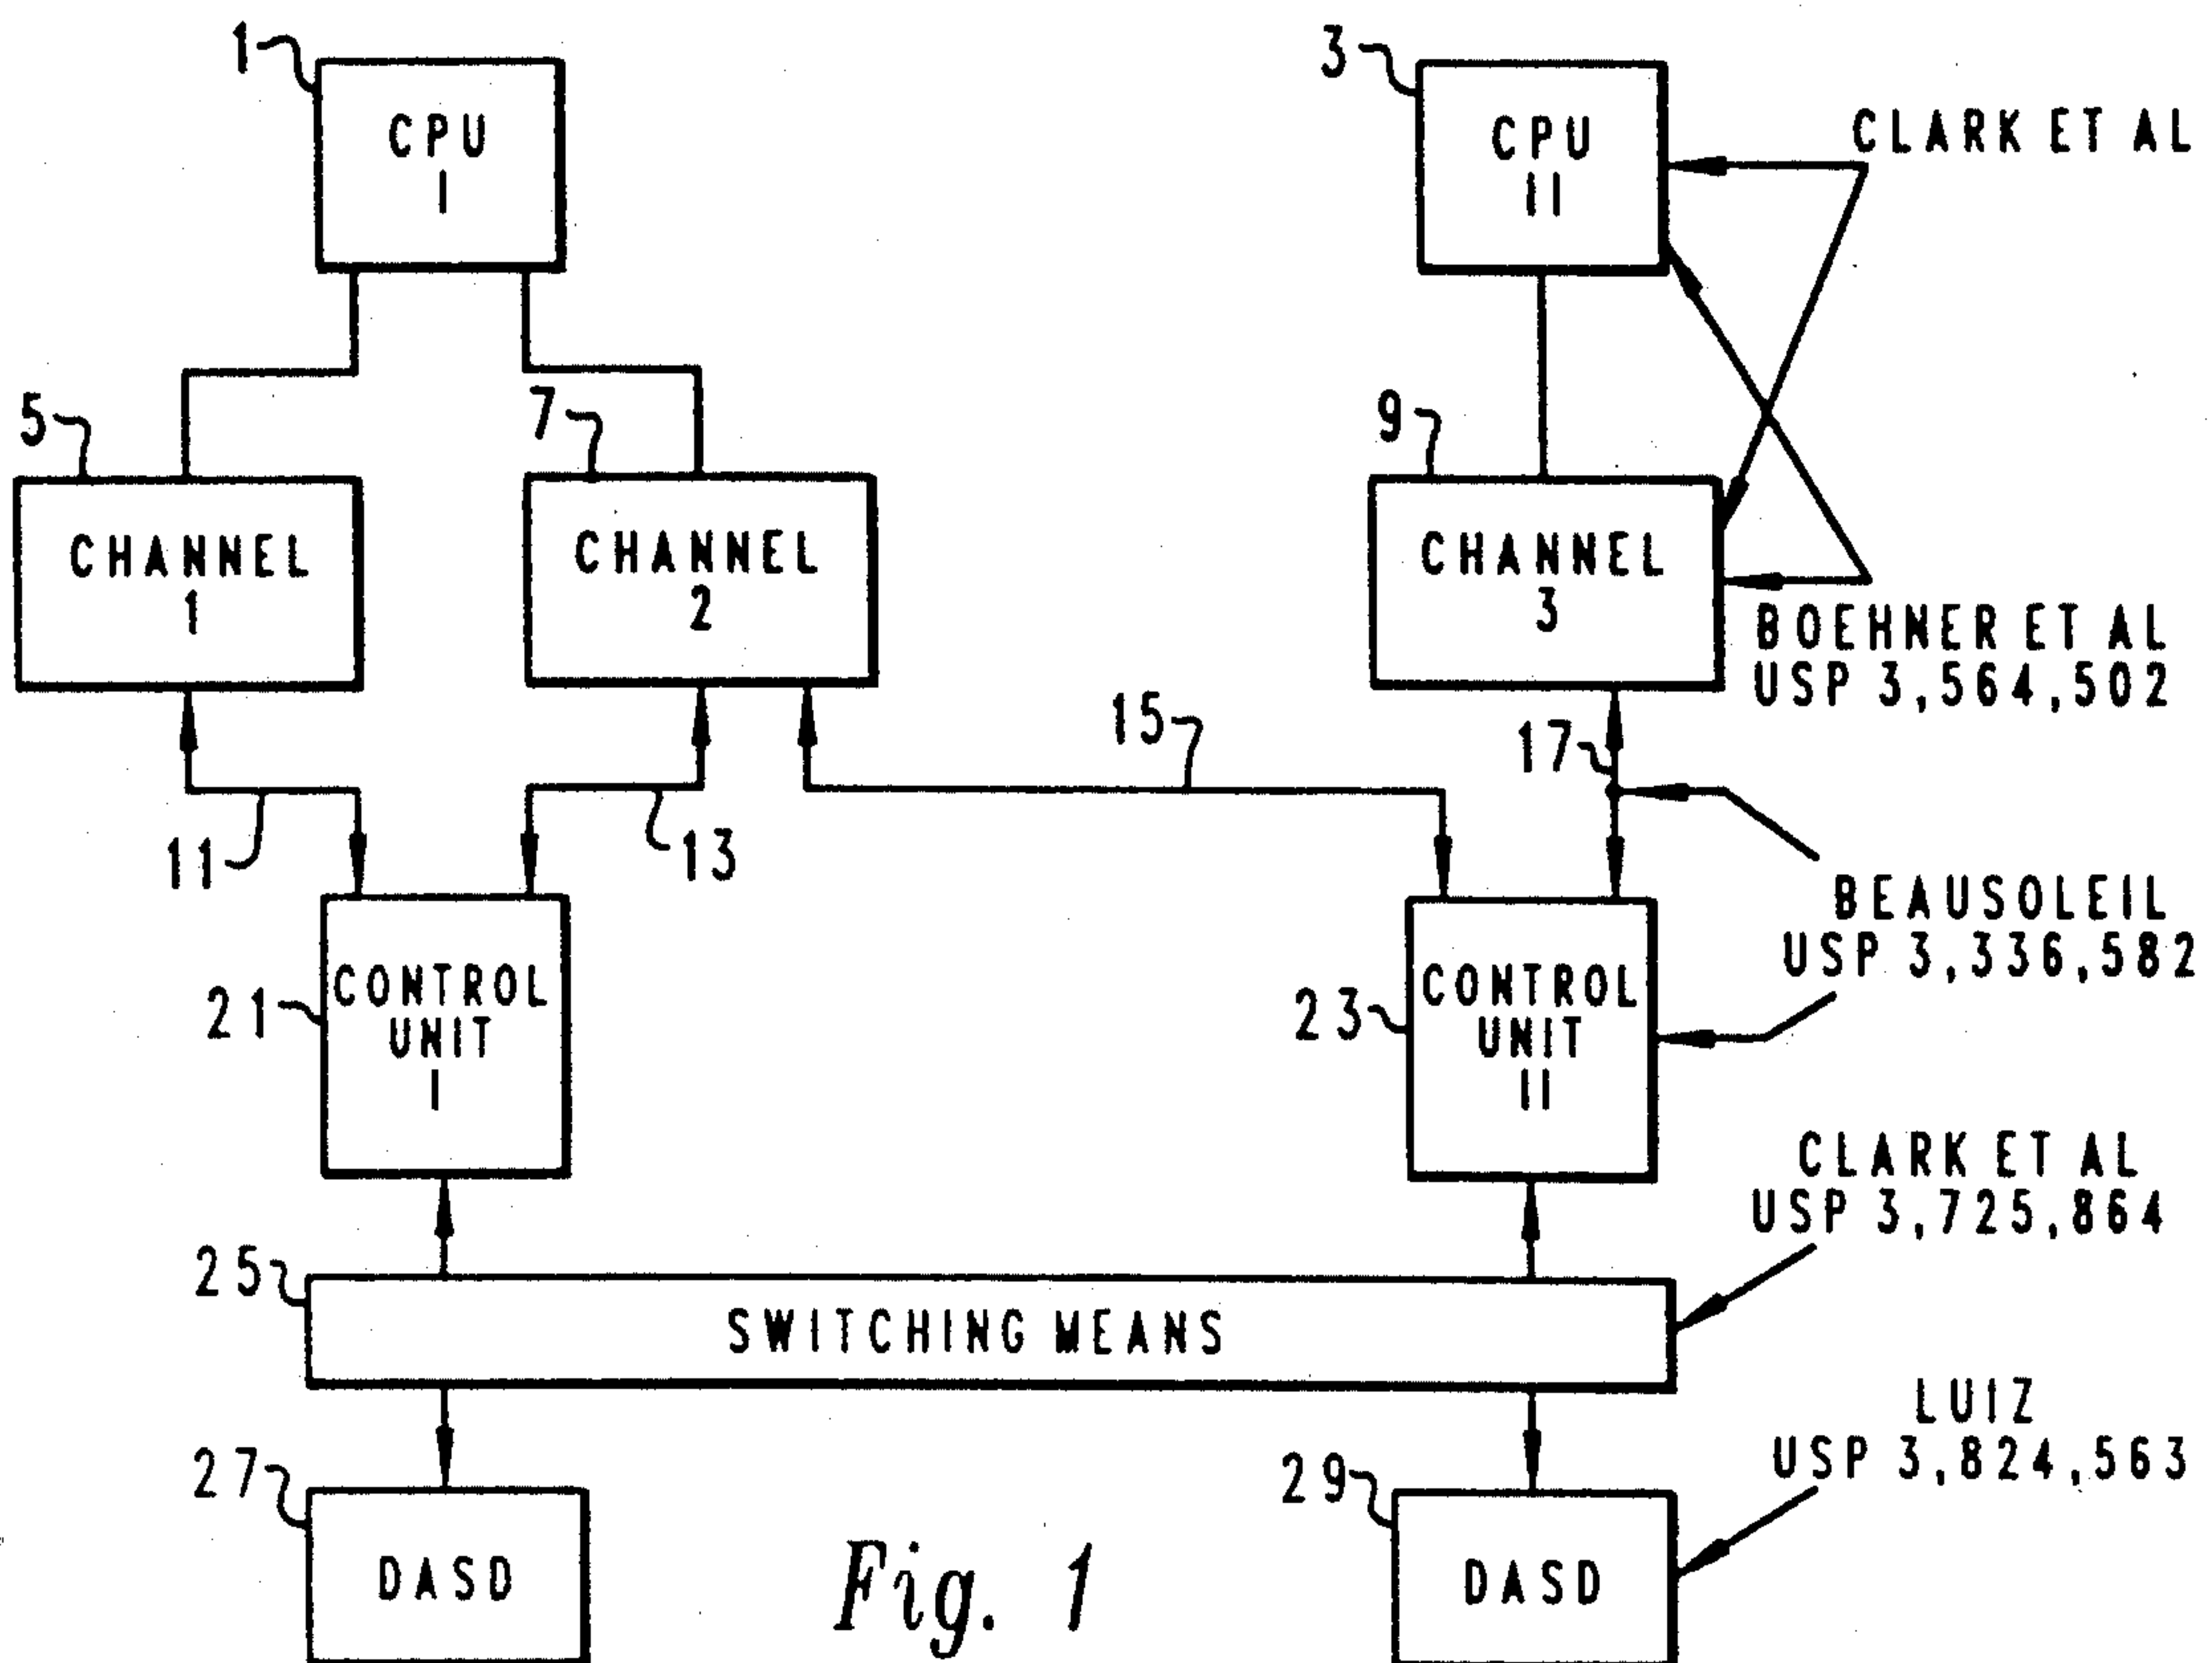 1
CPU
I
3
CPU
II
CLARK ET AL
5
CHANNEL
1
7
CHANNEL
2
9
CHANNEL
3
BOEHNER ET AL
USP 3,564,502
11
13
15
17
BEAUSOLEIL
USP 3,336,582
21
CONTROL
UNIT
I
23
CONTROL
UNIT
II
CLARK ET AL
USP 3,725,864
25
SWITCHING MEANS
LUIZ
USP 3,824,563
27
DASD
29
DASD
Fig. 1